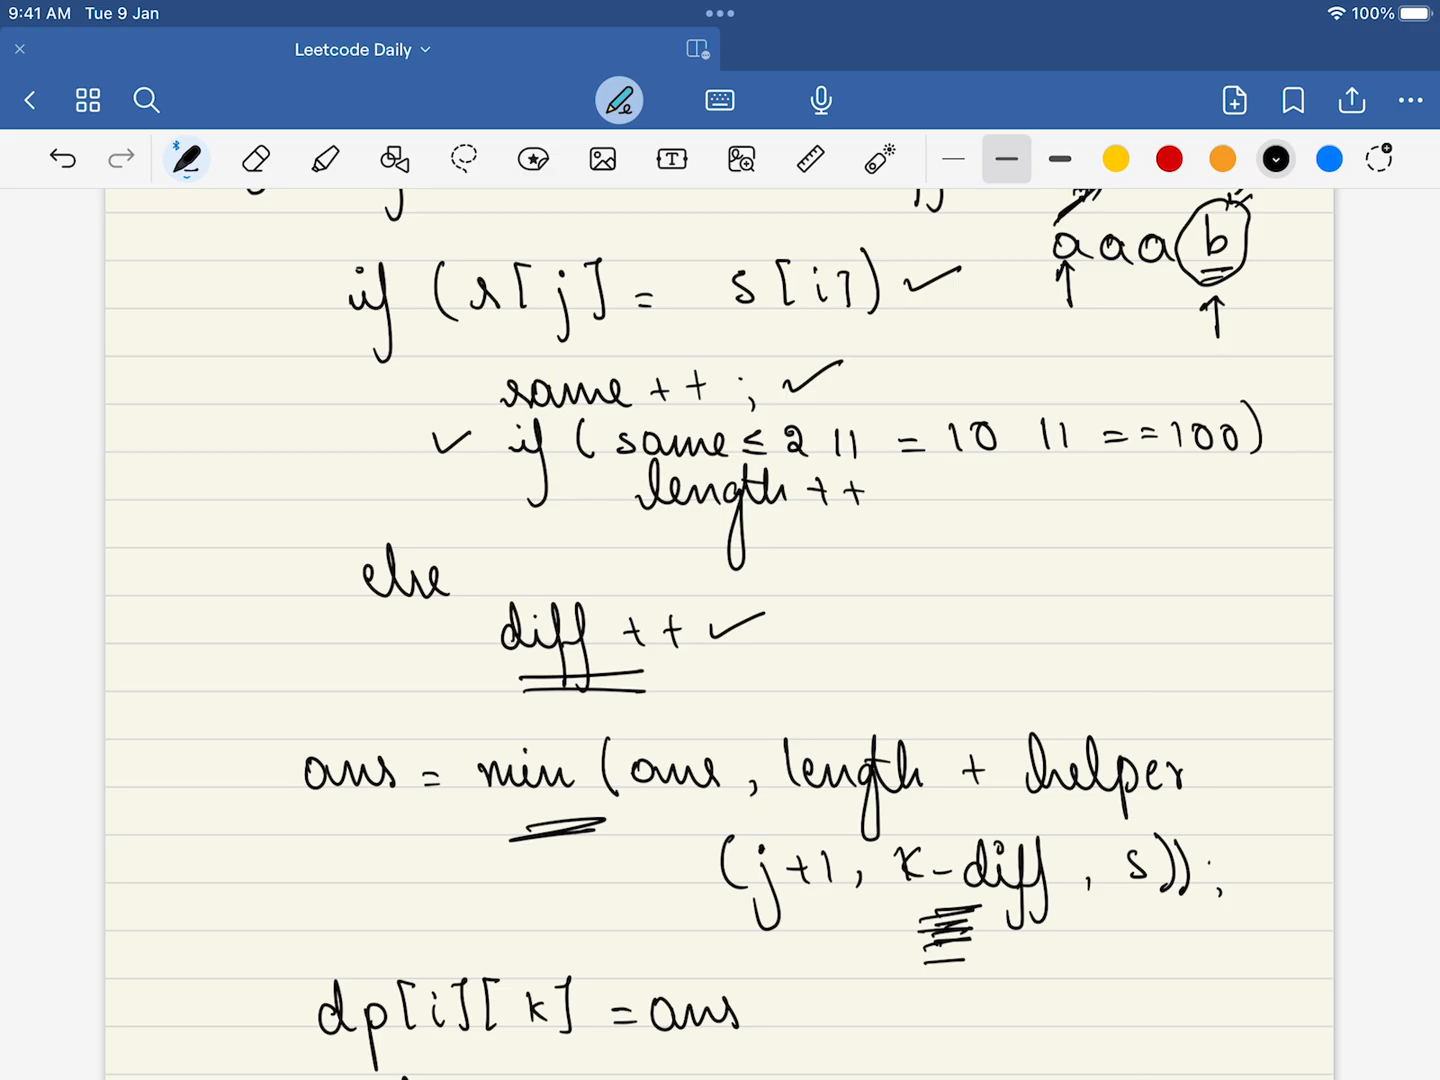 9:41 AM Tue 9 Jan
100%
Leetcode Daily
a a a b
if (s[j] = s[i]) ✓
same ++ ; ✓
✓ if ( same ≤ 2 || = 10 || == 100)
length ++
else
diff ++ ✓
ans = min (ans, length + helper
(j+1, k-diff, s));
dp[i][k] = ans